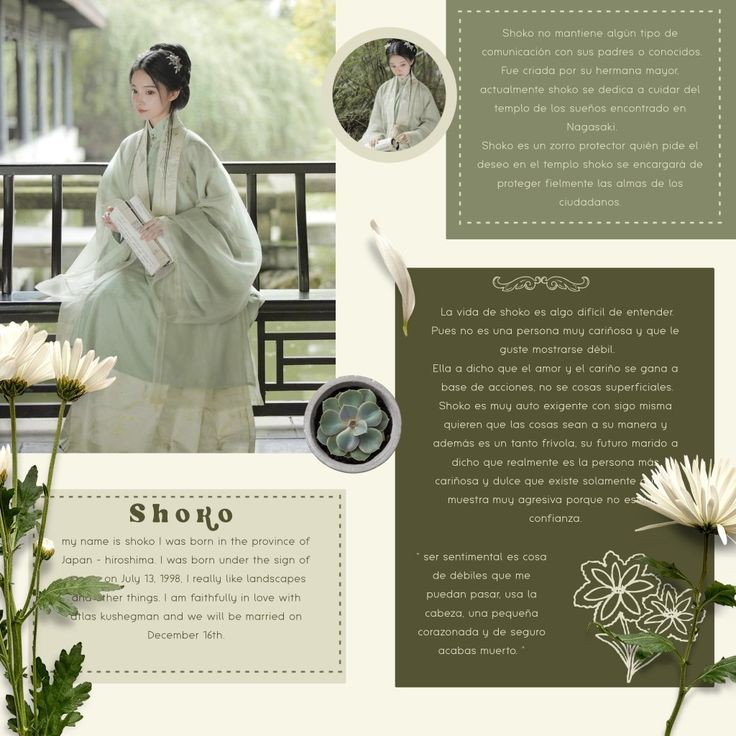 Shoko no mantiene algún tipo de
comunicación con sus padres o conocidos.
Fue criada por su hermana mayor,
actualmente shoko se dedica a cuidar del
templo de los sueños encontrado en
Nagasaki.
Shoko es un zorro protector quién pide el
deseo en el templo shoko se encargará de
proteger fielmente las almas de los
ciudadanos.
La vida de shoko es algo difícil de entender.
Pues no es una persona muy cariñosa y que le
guste mostrarse débil.
Ella a dicho que el amor y el cariño se gana a
base de acciones, no se cosas superficiales.
Shoko es muy auto exigente con sigo misma
quieren que las cosas sean a su manera y
además es un tanto frívola, su futuro marido a
dicho que realmente es la persona más
cariñosa y dulce que existe solamente
muestra muy agresiva porque no
confianza.
" ser sentimental es cosa
de débiles que me
puedan pasar, usa la
cabeza, una pequeña
corazonada y de seguro
acabas muerto. "
Shoko
my name is shoko I was born in the province of
Japan - hiroshima. I was born under the sign of
on July 13, 1998. I really like landscapes
and other things. I am faithfully in love with
atlas kushegman and we will be married on
December 16th.